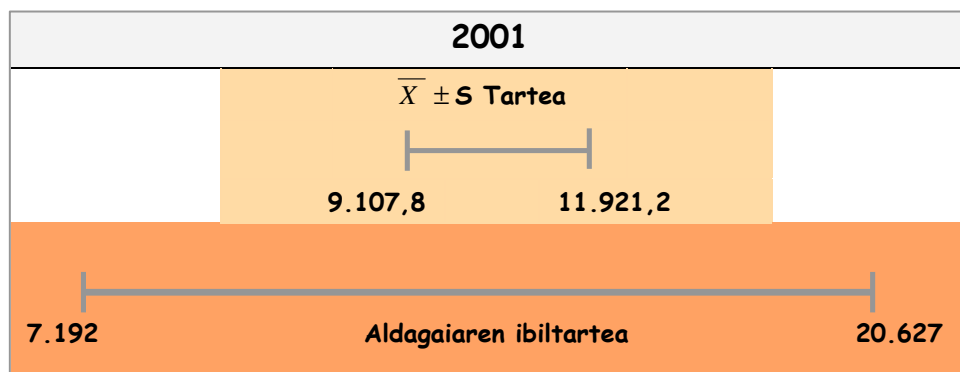 2001
X̅ ± S Tartea
9.107,8 11.921,2
7.192 Aldagaiaren ibiltartea 20.627